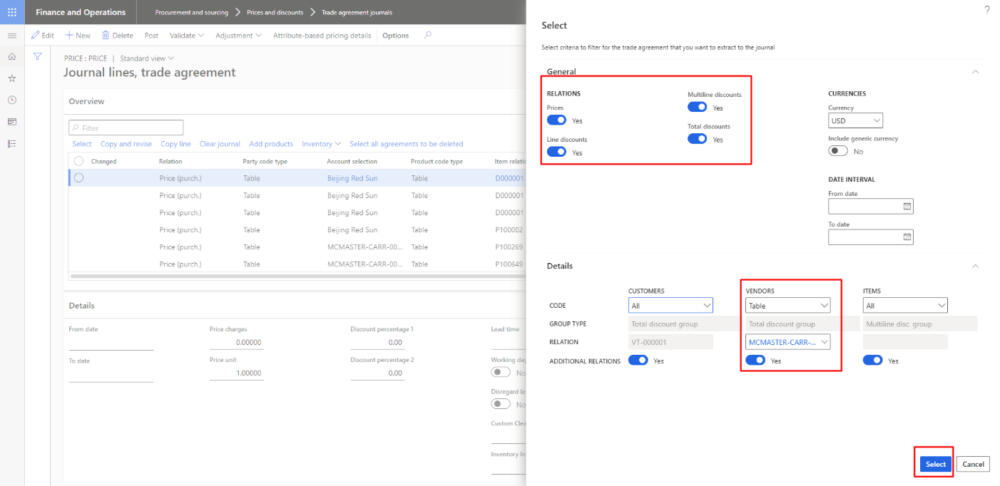 Finance and Operations
Procurement and sourcing > Prices and discounts > Trade agreement journals
Edit New Delete Post Validate Adjustment Attribute-based pricing details Options
PRICE : PRICE | Standard view
Journal lines, trade agreement
Overview
Filter
Select Copy and revise Copy line Clear journal Add products Inventory Select all agreements to be deleted
Changed Relation Party code type Account selection Product code type Item relatio
Price (purch.) Table Beijing Red Sun Table D000001
Price (purch.) Table Beijing Red Sun Table D000001
Price (purch.) Table Beijing Red Sun Table D000001
Price (purch.) Table Beijing Red Sun Table P100002
Price (purch.) Table MCMASTER-CARR-00... Table P100269
Price (purch.) Table MCMASTER-CARR-00... Table P100649
Details
From date Price charges Discount percentage 1 Lead time
0.00000 0.00
To date Price unit Discount percentage 2 Working day
1.00000 0.00 No
Disregard le
No
Custom Clea
Inventory In
?
Select
Select criteria to filter for the trade agreement that you want to extract to the journal
General
RELATIONS
Prices
Yes
Line discounts
Yes
Multiline discounts
Yes
Total discounts
Yes
CURRENCIES
Currency
USD
Include generic currency
No
DATE INTERVAL
From date
To date
Details
CUSTOMERS VENDORS ITEMS
CODE All Table All
GROUP TYPE Total discount group Total discount group Multiline disc. group
RELATION VT-000001 MCMASTER-CARR-...
ADDITIONAL RELATIONS Yes Yes Yes
Select Cancel